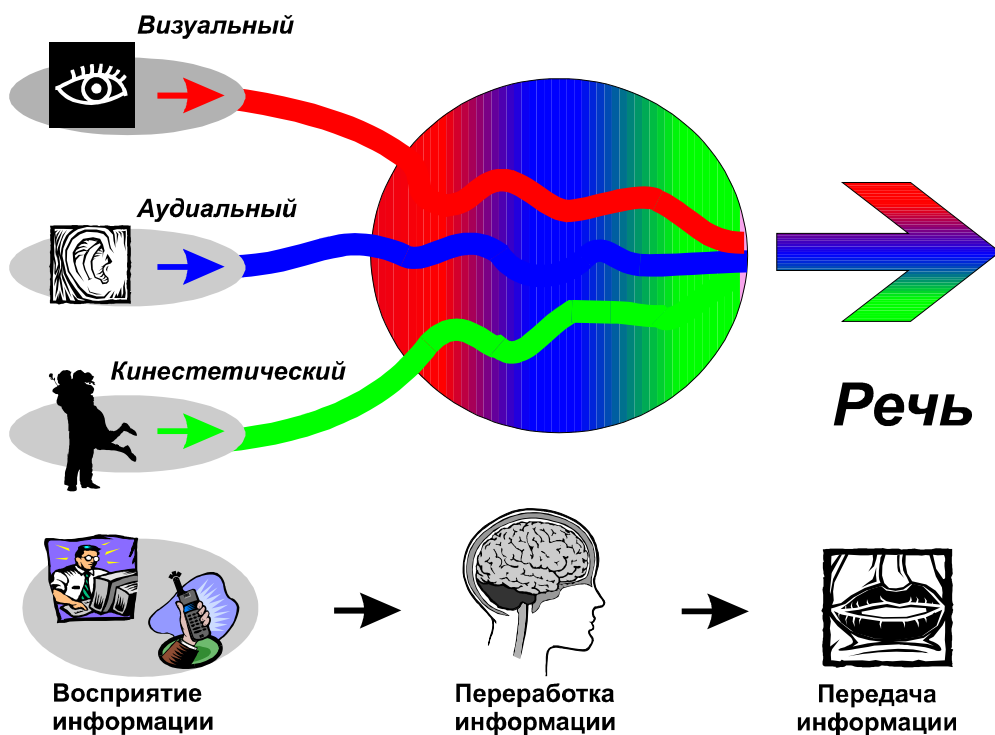 Визуальный
Аудиальный
Кинестетический
Речь
Восприятие
информации
Переработка
информации
Передача
информации